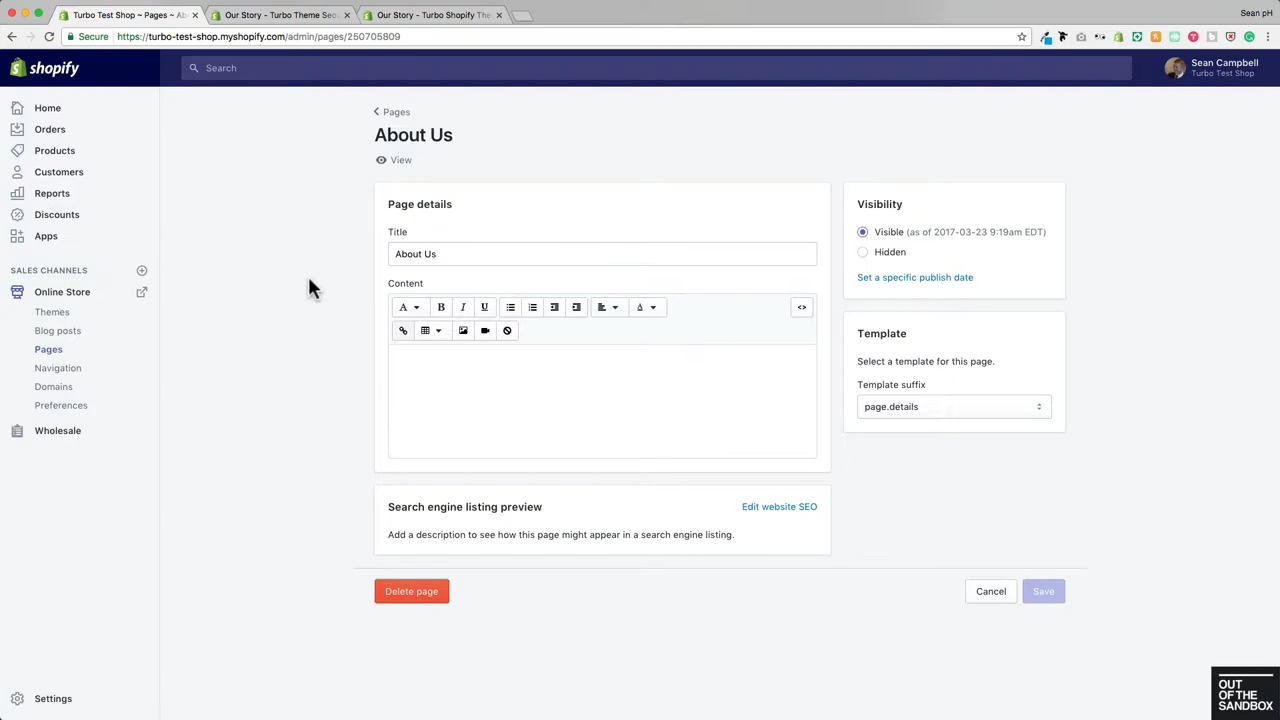 Turbo Test Shop ~ Pages ~ Ab
Our Story - Turbo Theme Seo
Our Story - Turbo Shopify The
Sean pH
Secure
https://turbo-test-shop.myshopify.com/admin/pages/250705809
shopify
Search
Sean Campbell
Turbo Test Shop
Home
Orders
Products
Customers
Reports
Discounts
Apps
SALES CHANNELS
Online Store
Themes
Blog posts
Pages
Navigation
Domains
Preferences
Wholesale
Settings
Pages
About Us
View
Page details
Title
About Us
Content
A
B
I
U
A
<>
Search engine listing preview
Edit website SEO
Add a description to see how this page might appear in a search engine listing.
Visibility
Visible (as of 2017-03-23 9:19am EDT)
Hidden
Set a specific publish date
Template
Select a template for this page.
Template suffix
page.details
Delete page
Cancel
Save
OUT
OF THE
SANDBOX